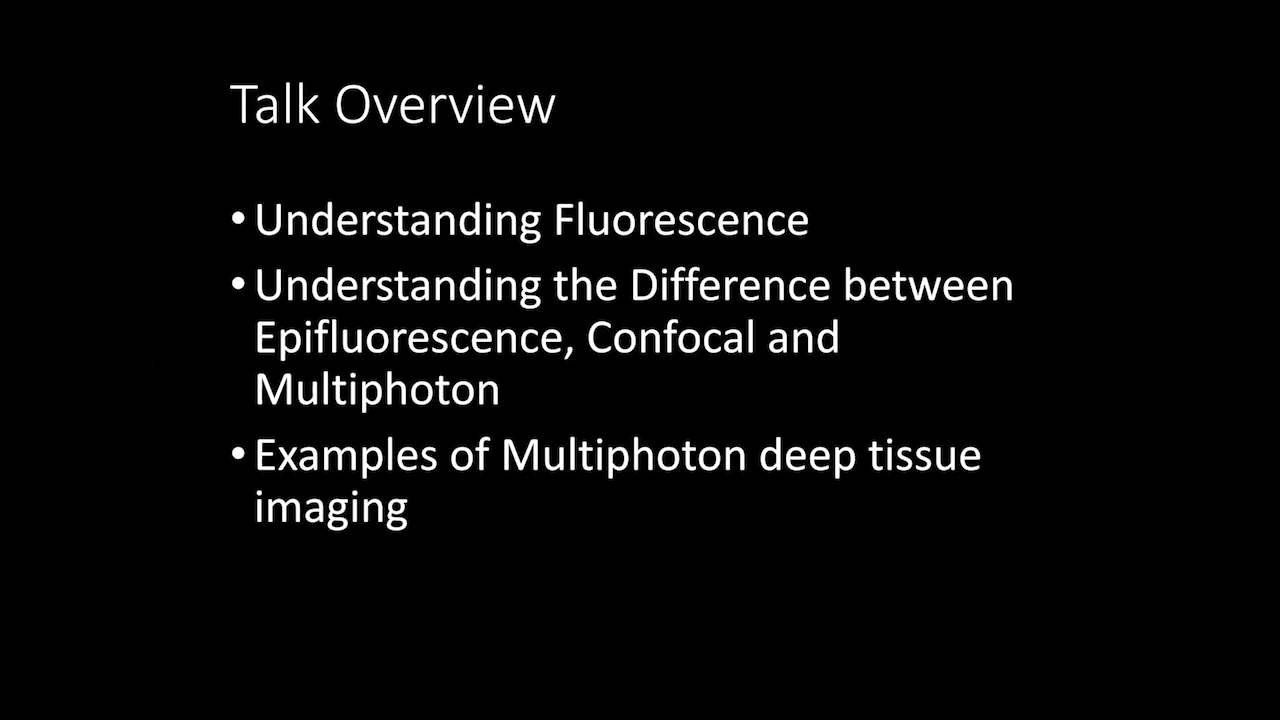 Talk Overview
• Understanding Fluorescence
• Understanding the Difference between
Epifluorescence, Confocal and
Multiphoton
• Examples of Multiphoton deep tissue
imaging